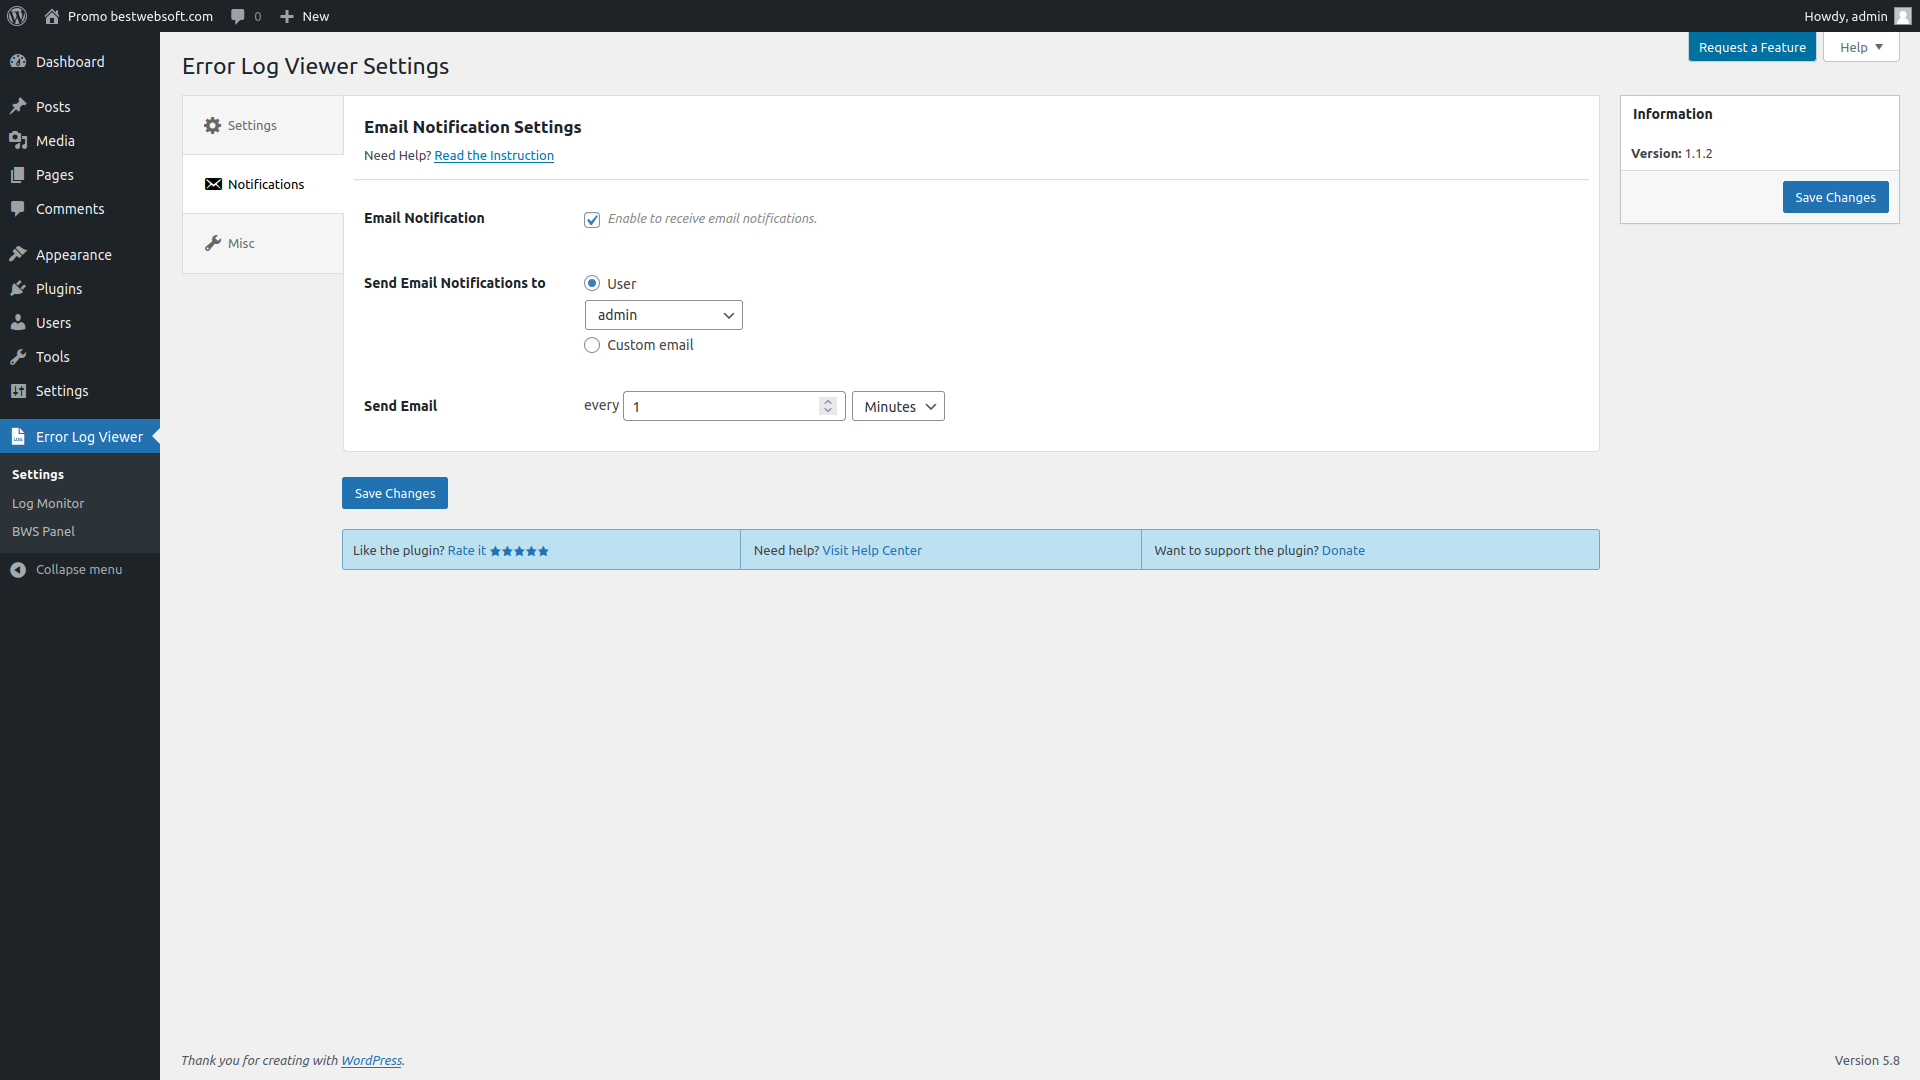 Promo bestwebsoft.com 0 New Howdy, admin
Request a Feature Help
Dashboard
Posts
Media
Pages
Comments
Appearance
Plugins
Users
Tools
Settings
Error Log Viewer
Settings
Log Monitor
BWS Panel
Collapse menu
Error Log Viewer Settings
Settings
Notifications
Misc
Email Notification Settings
Need Help? Read the Instruction
Email Notification Enable to receive email notifications.
Send Email Notifications to User
admin
Custom email
Send Email every 1 Minutes
Save Changes
Like the plugin? Rate it Need help? Visit Help Center Want to support the plugin? Donate
Information
Version: 1.1.2
Save Changes
Thank you for creating with WordPress. Version 5.8